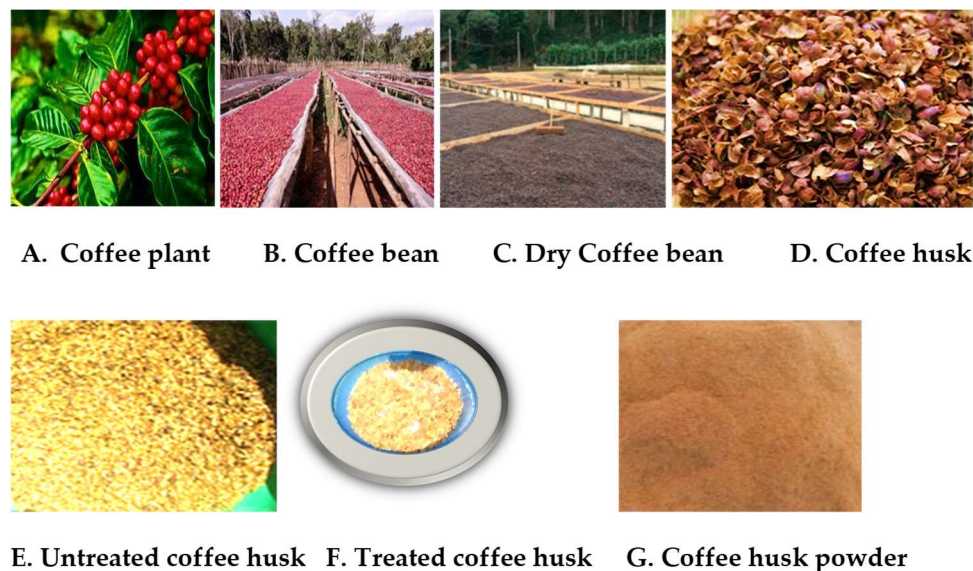 A. Coffee plant B. Coffee bean C. Dry Coffee bean D. Coffee husk
E. Untreated coffee husk F. Treated coffee husk G. Coffee husk powder